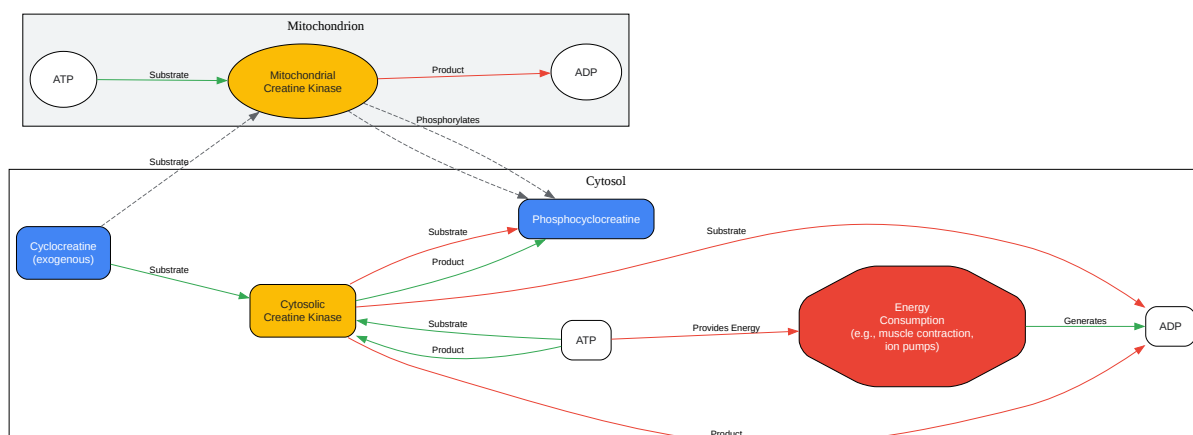 Mitochondrion
ATP
Substrate
Mitochondrial
Creatine Kinase
Product
ADP
Phosphorylates
Substrate
Cytosol
Cyclocreatine
(exogenous)
Substrate
Phosphocyclocreatine
Substrate
Product
Substrate
Cytosolic
Creatine Kinase
Substrate
Product
ATP
Provides Energy
Energy
Consumption
(e.g., muscle contraction,
ion pumps)
Generates
ADP
Product